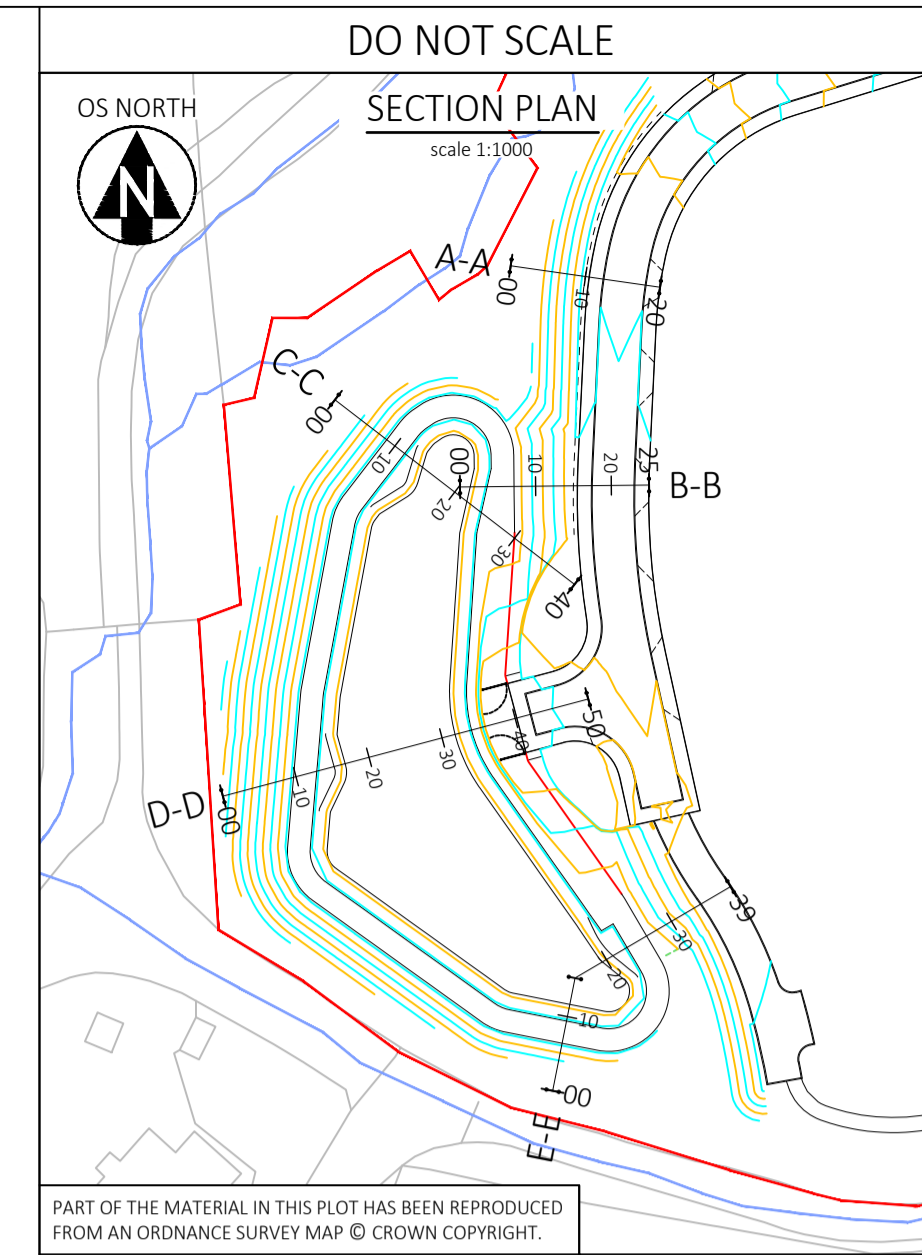 DO NOT SCALE
OS NORTH
N
SECTION PLAN
scale 1:1000
A-A
00
10
20
C-C
00
10
20
30
40
00
10
20
25
B-B
D-D
00
10
20
30
40
50
39
30
20
10
00
E-E
PART OF THE MATERIAL IN THIS PLOT HAS BEEN REPRODUCED
FROM AN ORDNANCE SURVEY MAP © CROWN COPYRIGHT.